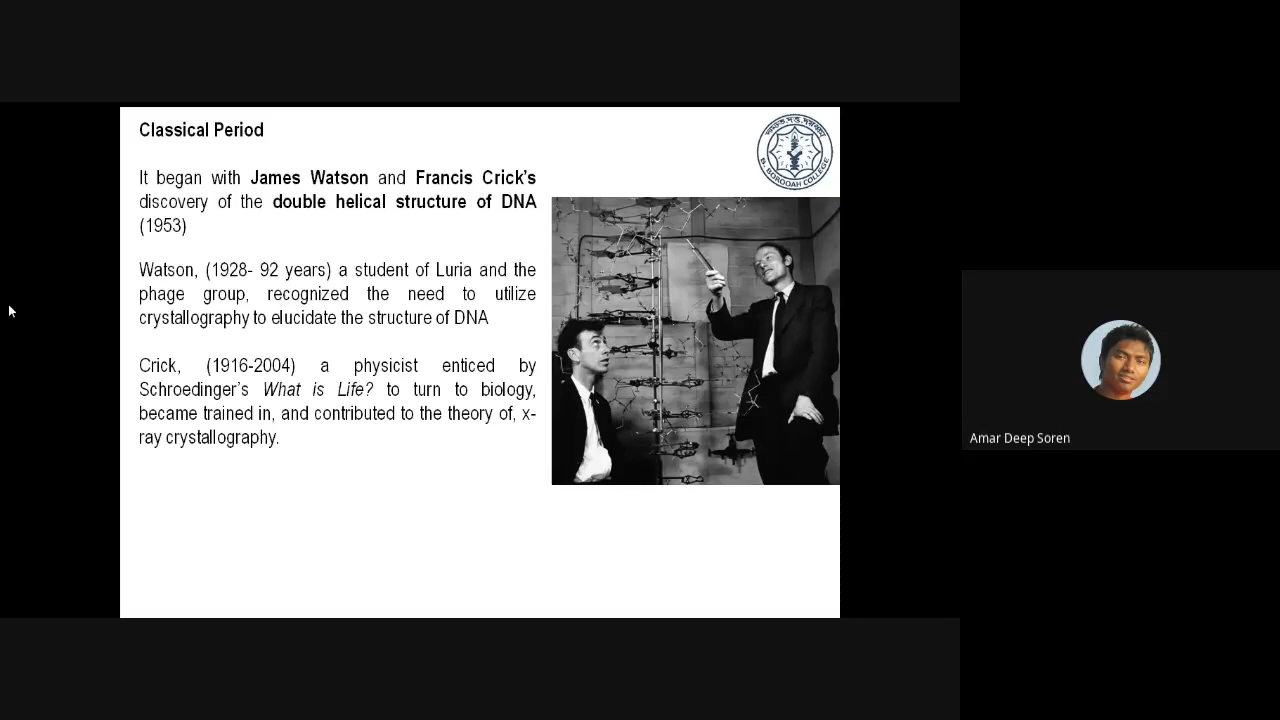 Classical Period
B. BOROOAH COLLEGE
It began with James Watson and Francis Crick's
discovery of the double helical structure of DNA
(1953)
Watson, (1928- 92 years) a student of Luria and the
phage group, recognized the need to utilize
crystallography to elucidate the structure of DNA
Crick, (1916-2004) a physicist enticed by
Schroedinger's What is Life? to turn to biology,
became trained in, and contributed to the theory of, x-
ray crystallography.
Amar Deep Soren